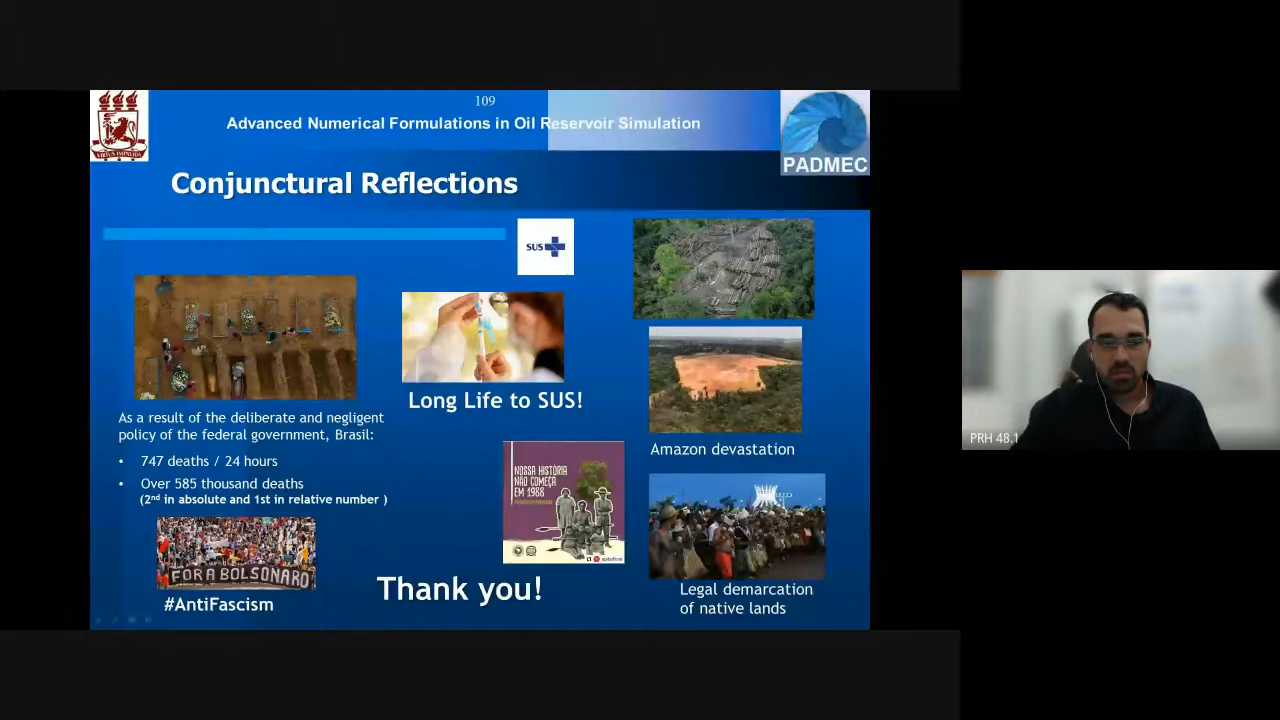 109
Advanced Numerical Formulations in Oil Reservoir Simulation
VIRTUS IMPAVIDA
PADMEC
Conjunctural Reflections
SUS
Long Life to SUS!
As a result of the deliberate and negligent
policy of the federal government, Brasil:
• 747 deaths / 24 hours
• Over 585 thousand deaths
(2nd in absolute and 1st in relative number )
FORA BOLSONARO
#AntiFascism
NOSSA HISTÓRIA
NÃO COMEÇA
EM 1988
Thank you!
Amazon devastation
Legal demarcation
of native lands
PRH 48.1